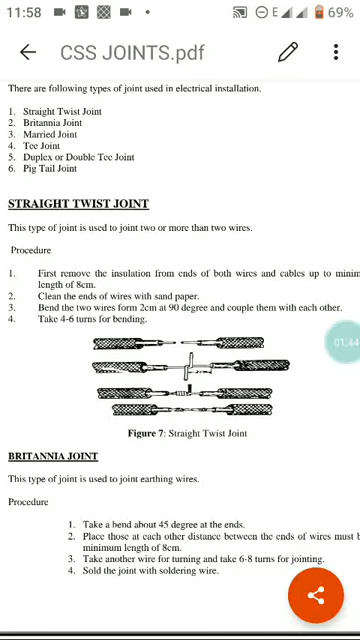 11:58
E
69%
CSS JOINTS.pdf
There are following types of joint used in electrical installation.
1. Straight Twist Joint
2. Britannia Joint
3. Married Joint
4. Tee Joint
5. Duplex or Double Tee Joint
6. Pig Tail Joint
STRAIGHT TWIST JOINT
This type of joint is used to joint two or more than two wires.
Procedure
1. First remove the insulation from ends of both wires and cables up to minim
length of 8cm.
2. Clean the ends of wires with sand paper.
3. Bend the two wires form 2cm at 90 degree and couple them with each other.
4. Take 4-6 turns for bending.
01:44
Figure 7: Straight Twist Joint
BRITANNIA JOINT
This type of joint is used to joint earthing wires.
Procedure
1. Take a bend about 45 degree at the ends.
2. Place those at each other distance between the ends of wires must b
minimum length of 8cm.
3. Take another wire for turning and take 6-8 turns for jointing.
4. Sold the joint with soldering wire.